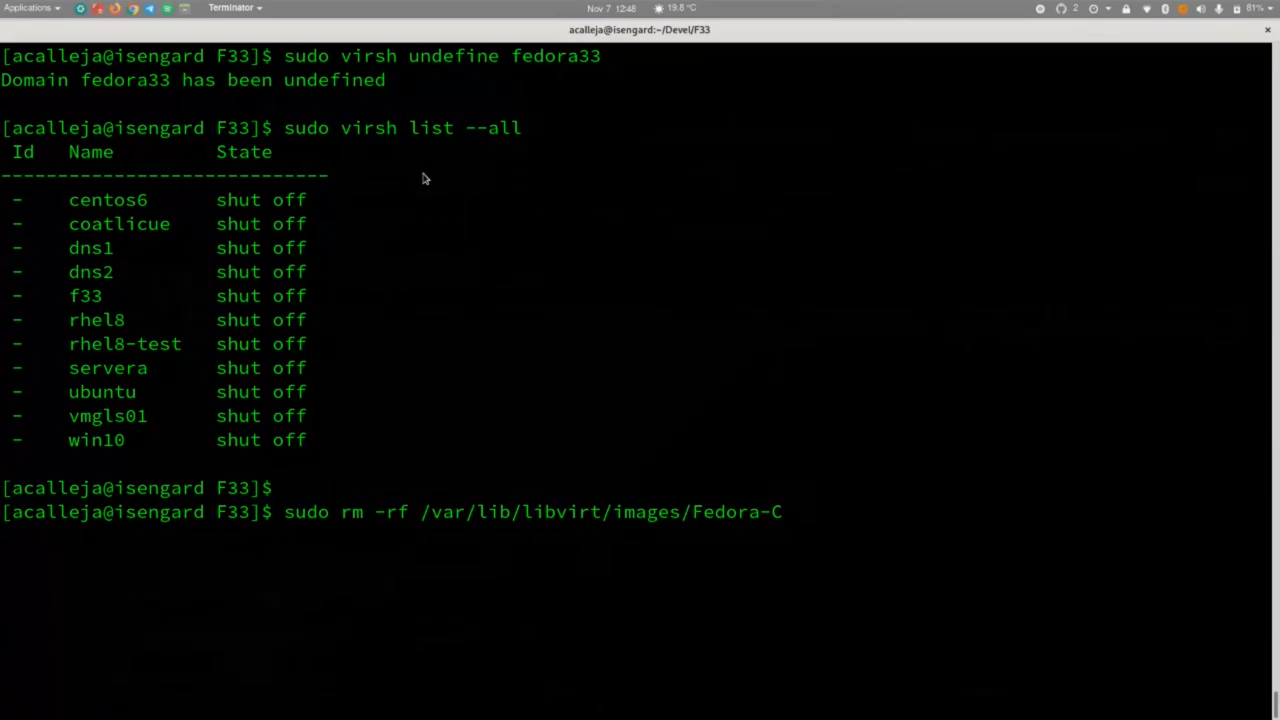 Applications
Terminator
Nov 7 12:48
19.8 °C
2
81%
acalleja@isengard:~/Devel/F33
[acalleja@isengard F33]$ sudo virsh undefine fedora33
Domain fedora33 has been undefined
[acalleja@isengard F33]$ sudo virsh list --all
Id Name State
-----------------------------
- centos6 shut off
- coatlicue shut off
- dns1 shut off
- dns2 shut off
- f33 shut off
- rhel8 shut off
- rhel8-test shut off
- servera shut off
- ubuntu shut off
- vmgls01 shut off
- win10 shut off
[acalleja@isengard F33]$
[acalleja@isengard F33]$ sudo rm -rf /var/lib/libvirt/images/Fedora-C